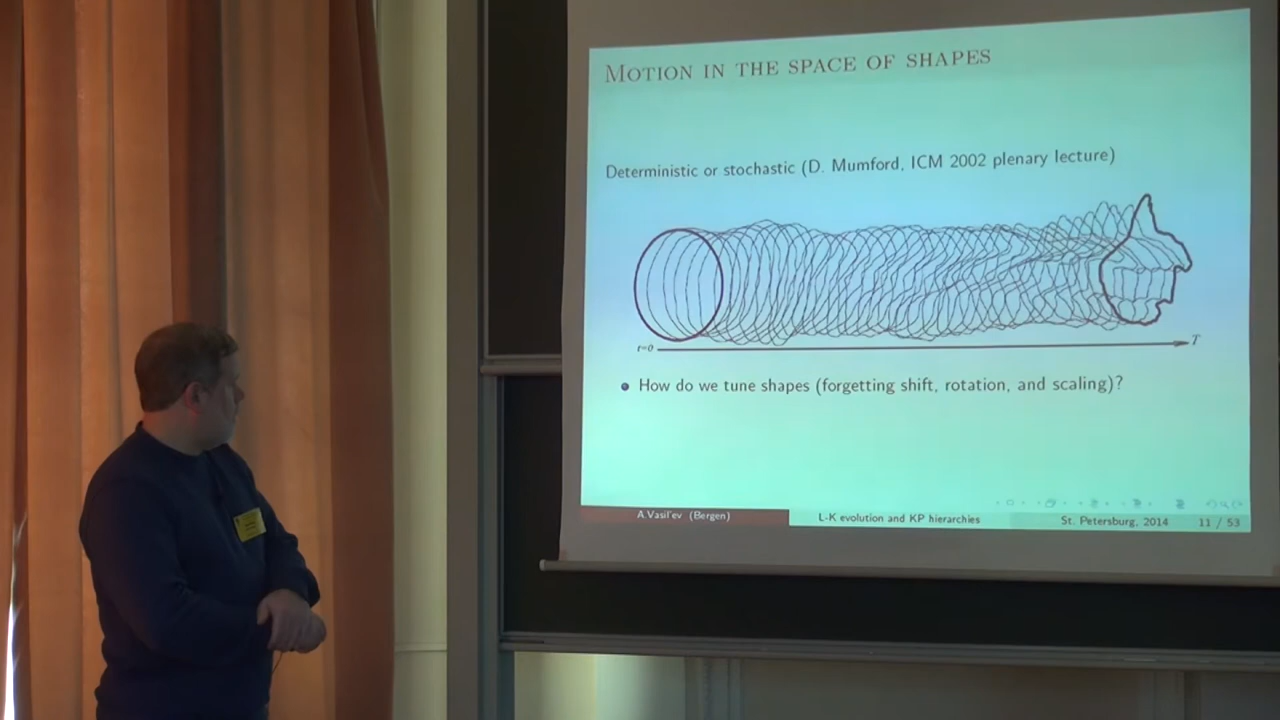 MOTION IN THE SPACE OF SHAPES
Deterministic or stochastic (D. Mumford, ICM 2002 plenary lecture)
t=0
T
How do we tune shapes (forgetting shift, rotation, and scaling)?
A.Vasil'ev (Bergen)
L-K evolution and KP hierarchies
St. Petersburg, 2014
11 / 53